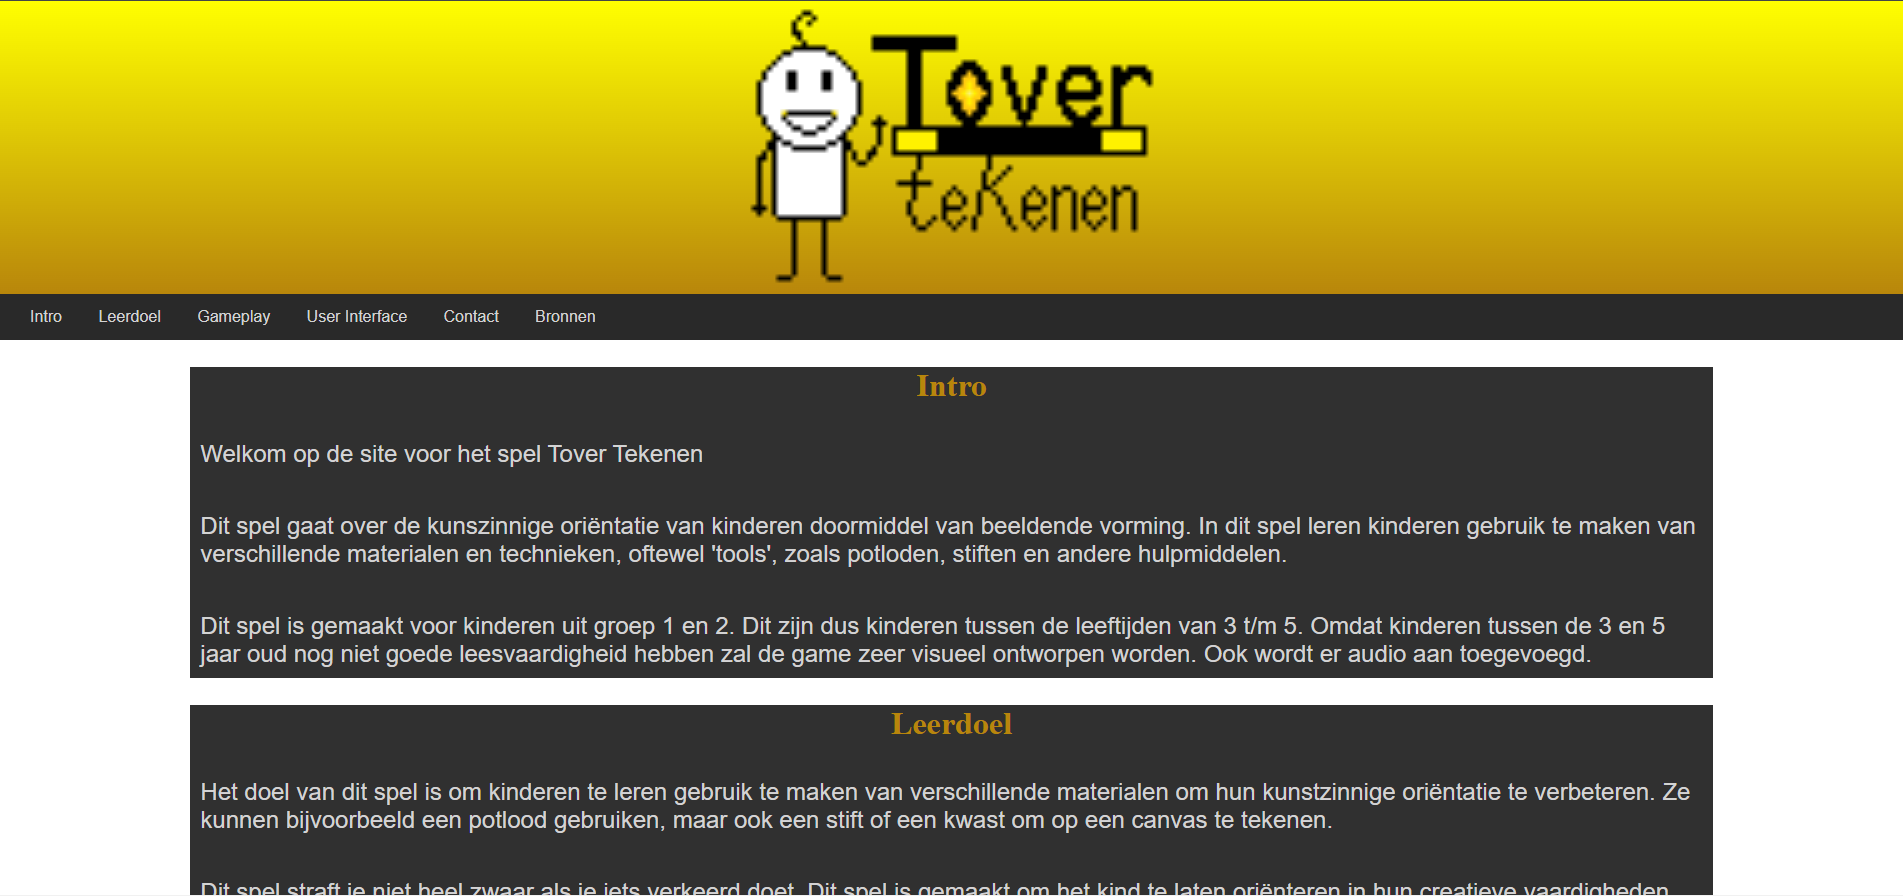 Tover
teKenen
Intro
Leerdoel
Gameplay
User Interface
Contact
Bronnen
Intro
Welkom op de site voor het spel Tover Tekenen
Dit spel gaat over de kunszinnige oriëntatie van kinderen doormiddel van beeldende vorming. In dit spel leren kinderen gebruik te maken van
verschillende materialen en technieken, oftewel 'tools', zoals potloden, stiften en andere hulpmiddelen.
Dit spel is gemaakt voor kinderen uit groep 1 en 2. Dit zijn dus kinderen tussen de leeftijden van 3 t/m 5. Omdat kinderen tussen de 3 en 5
jaar oud nog niet goede leesvaardigheid hebben zal de game zeer visueel ontworpen worden. Ook wordt er audio aan toegevoegd.
Leerdoel
Het doel van dit spel is om kinderen te leren gebruik te maken van verschillende materialen om hun kunstzinnige oriëntatie te verbeteren. Ze
kunnen bijvoorbeeld een potlood gebruiken, maar ook een stift of een kwast om op een canvas te tekenen.
Dit spel straft je niet heel zwaar als je iets verkeerd doet. Dit spel is gemaakt om het kind te laten oriënteren in hun creatieve vaardigheden